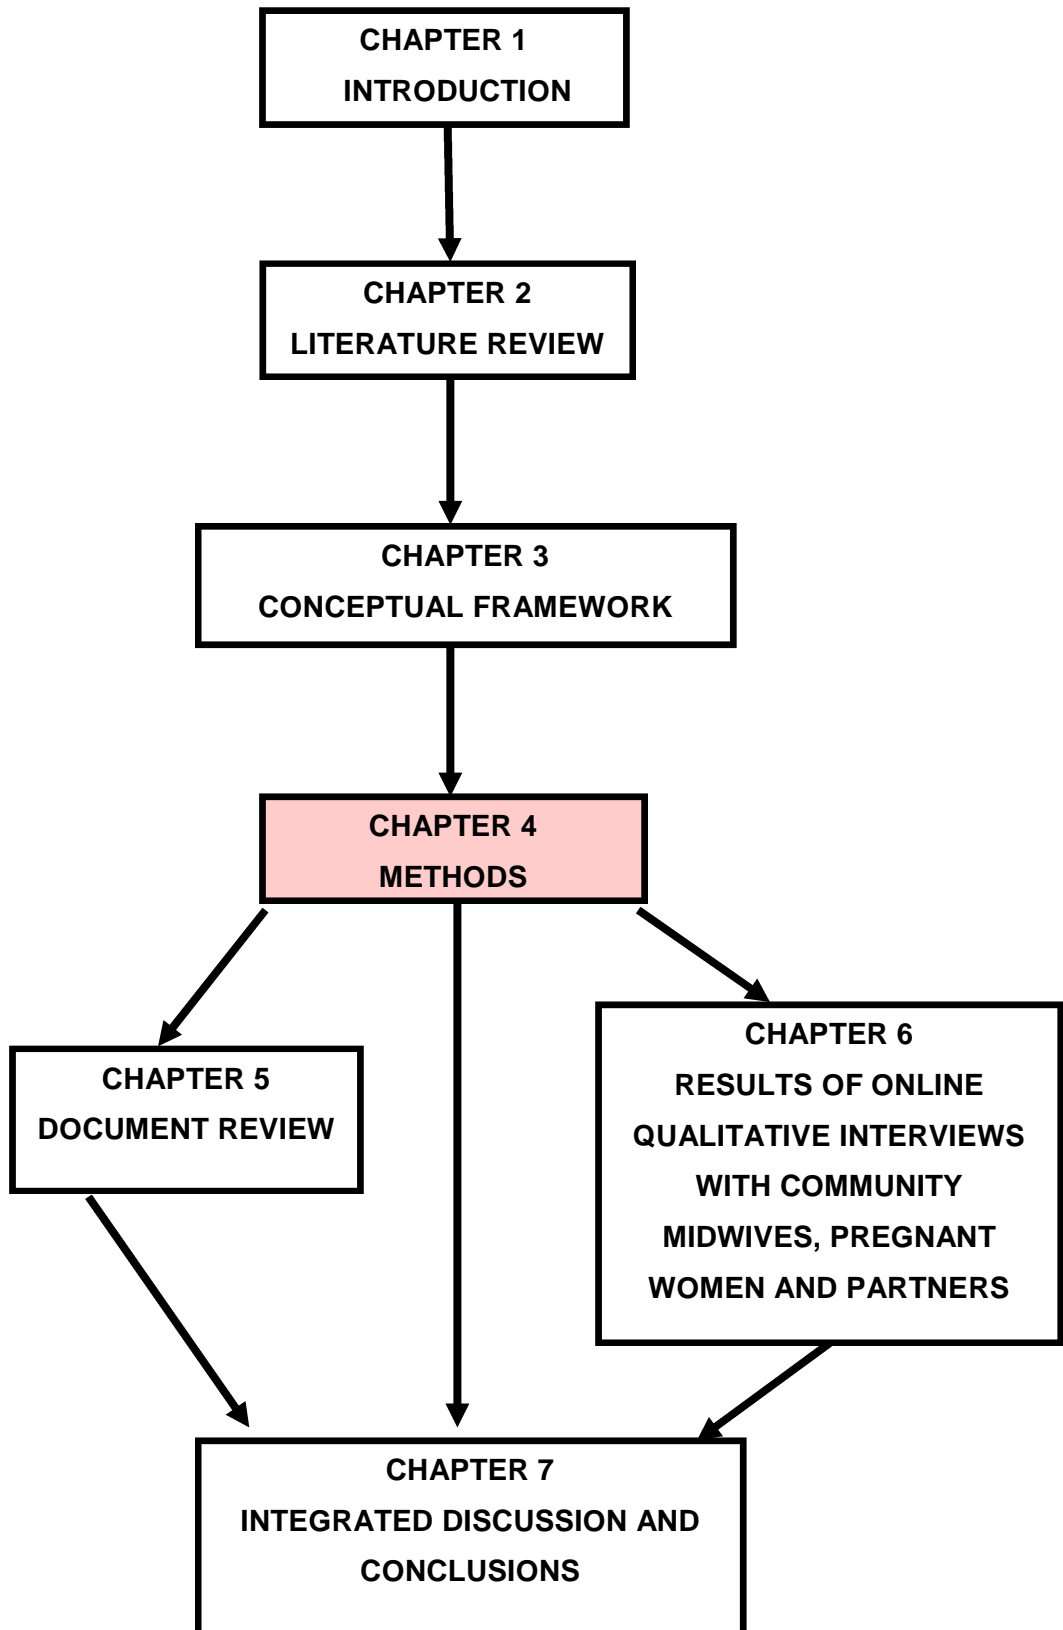 CHAPTER 1
INTRODUCTION
CHAPTER 2
LITERATURE REVIEW
CHAPTER 3
CONCEPTUAL FRAMEWORK
CHAPTER 4
METHODS
CHAPTER 5
DOCUMENT REVIEW
CHAPTER 6
RESULTS OF ONLINE
QUALITATIVE INTERVIEWS
WITH COMMUNITY
MIDWIVES, PREGNANT
WOMEN AND PARTNERS
CHAPTER 7
INTEGRATED DISCUSSION AND
CONCLUSIONS